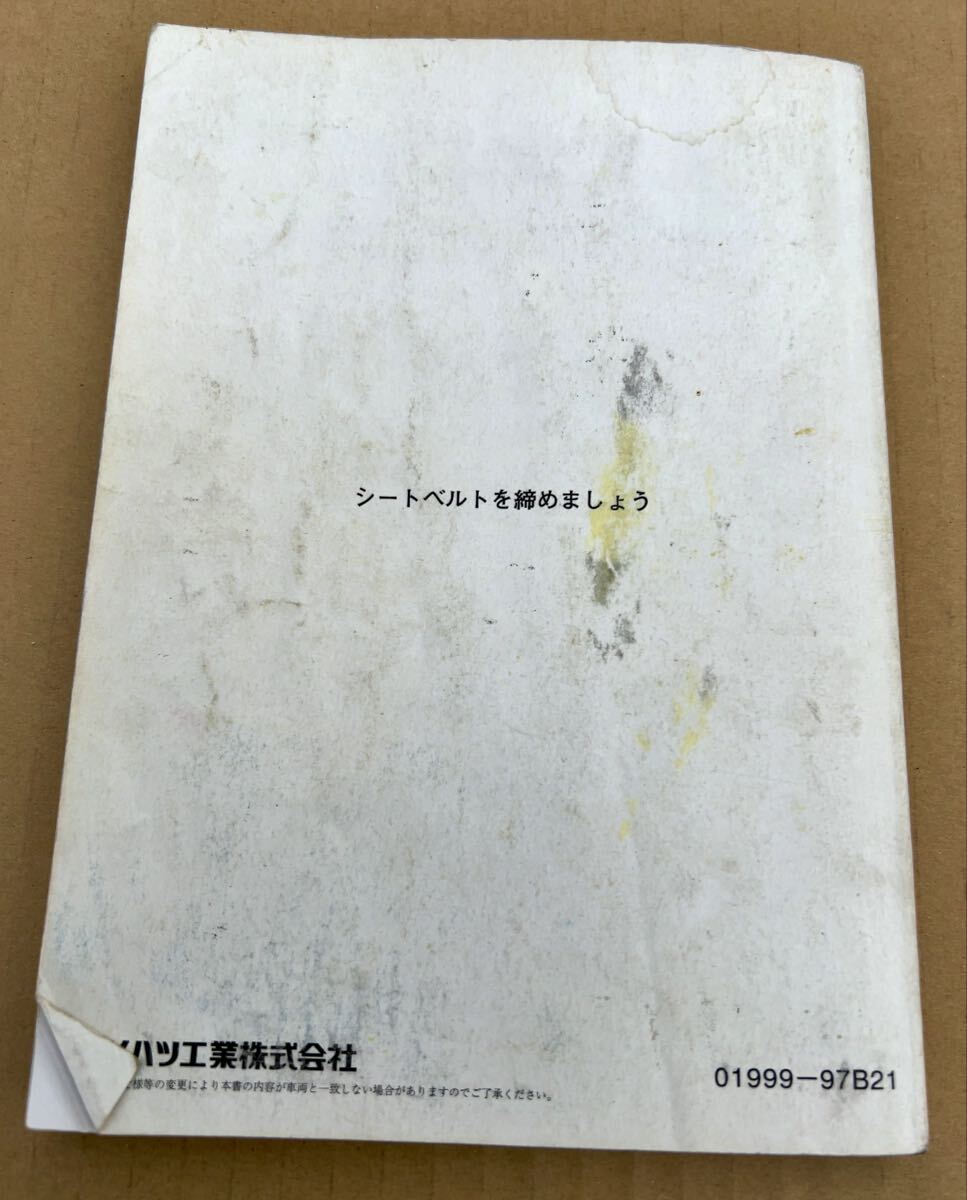 シートベルトを締めましょう
イハツ工業株式会社
様等の変更により本書の内容が車両と一致しない場合がありますのでご了承ください。
01999-97B21